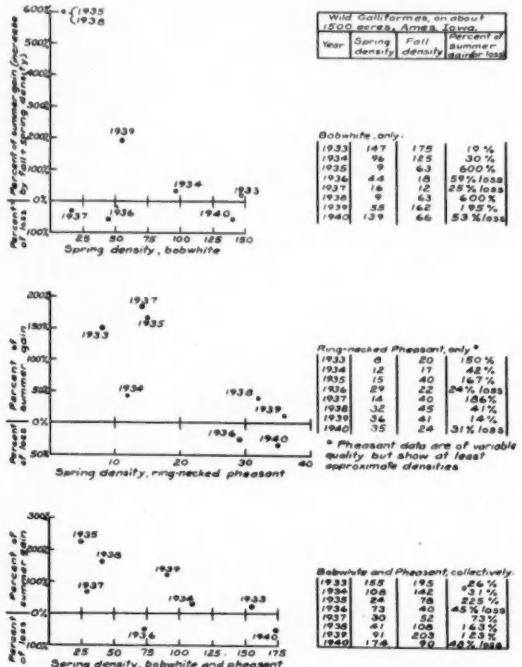 600%
1935
1938
500%
400%
300%
200%
100%
0%
100%
Percent of summer gain (increase
by fall + spring density)
Percent
of loss
1939
1934
1933
1937
1936
1940
25 50 75 100 125 150
Spring density, bobwhite
Wild Galliformes, on about
1500 acres, Ames, Iowa.
Year Spring density Fall density Percent of summer gain (or loss)
Bobwhite, only:
1933 147 175 19%
1934 96 125 30%
1935 9 63 600%
1936 44 18 59% loss
1937 16 12 25% loss
1938 9 63 600%
1939 55 162 195%
1940 139 66 53% loss
200%
150%
100%
50%
0%
50%
Percent of
summer gain
Percent
of loss
1937
1935
1933
1934
1938
1939
1936
1940
10 20 30 40
Spring density, ring-necked pheasant
Ring-necked Pheasant, only *
1933 8 20 150%
1934 12 17 42%
1935 15 40 167%
1936 29 22 24% loss
1937 14 40 186%
1938 32 45 41%
1939 36 41 14%
1940 35 24 31% loss
* Pheasant data are of variable
quality but show at least
approximate densities
300%
200%
100%
0%
100%
Percent of
summer gain
Percent
of loss
1935
1938
1939
1937
1934
1933
1936
1940
25 50 75 100 125 150 175
Spring density, bobwhite and pheasant
Bobwhite and Pheasant, collectively:
1933 155 195 26%
1934 108 142 31%
1935 24 78 225%
1936 73 40 45% loss
1937 30 52 73%
1938 41 108 163%
1939 91 203 123%
1940 174 90 48% loss